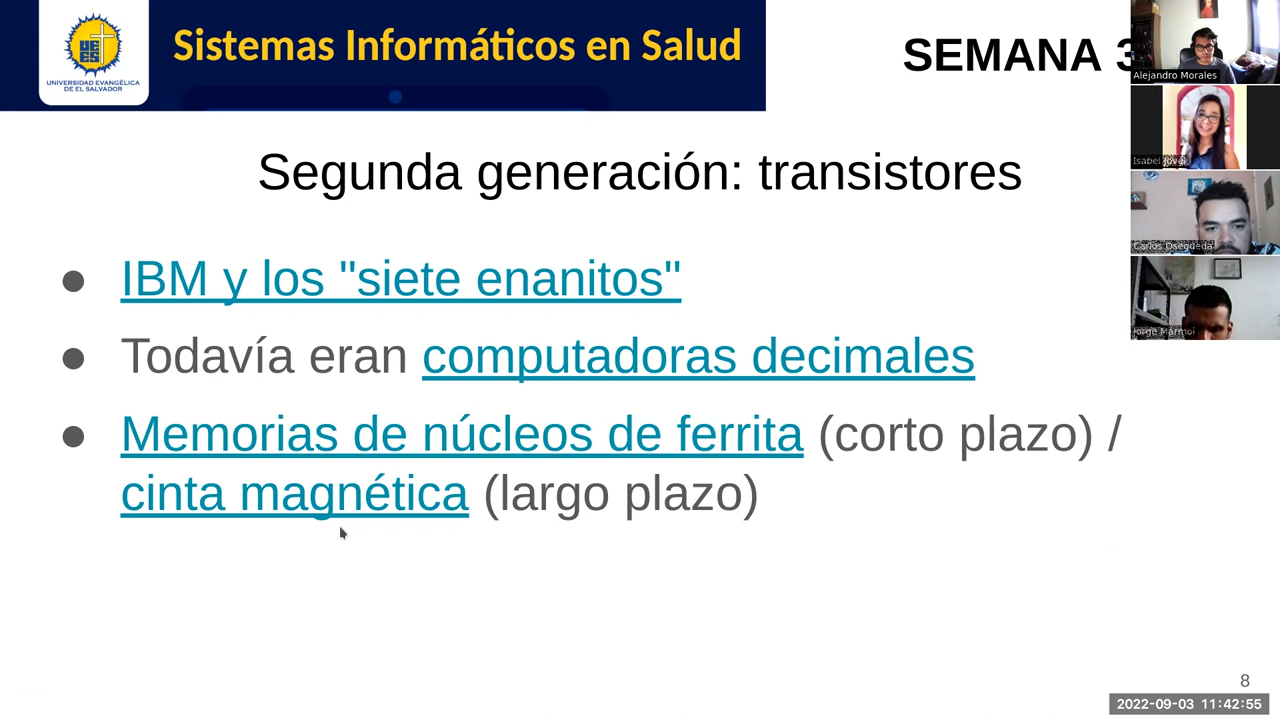 UNIVERSIDAD EVANGÉLICA
DE EL SALVADOR
Sistemas Informáticos en Salud
SEMANA 3
Segunda generación: transistores
● IBM y los "siete enanitos"
● Todavía eran computadoras decimales
● Memorias de núcleos de ferrita (corto plazo) /
cinta magnética (largo plazo)
Alejandro Morales
Isabel Jovel
Carlos Osegueda
Jorge Mármol
8
2022-09-03 11:42:55